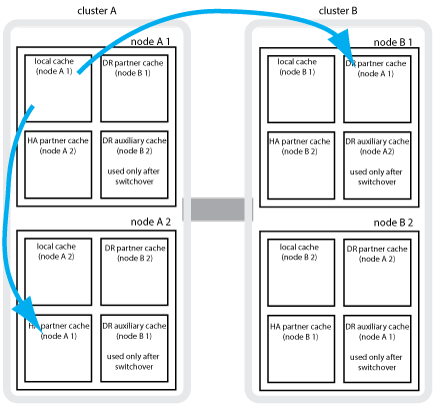 cluster A
cluster B
node A 1
node B 1
local cache
(node A 1)
DR partner cache
(node B 1)
local cache
(node B 1)
DR partner cache
(node A 1)
HA partner cache
(node A 2)
DR auxiliary cache
(node B 2)
used only after
switchover
HA partner cache
(node B 2)
DR auxiliary cache
(node A2)
used only after
switchover
node A 2
node B 2
local cache
(node A 2)
DR partner cache
(node B 2)
local cache
(node B 2)
DR partner cache
(node A 2)
HA partner cache
(node A 1)
DR auxiliary cache
(node B 1)
used only after
switchover
HA partner cache
(node B 1)
DR auxiliary cache
(node A 1)
used only after
switchover